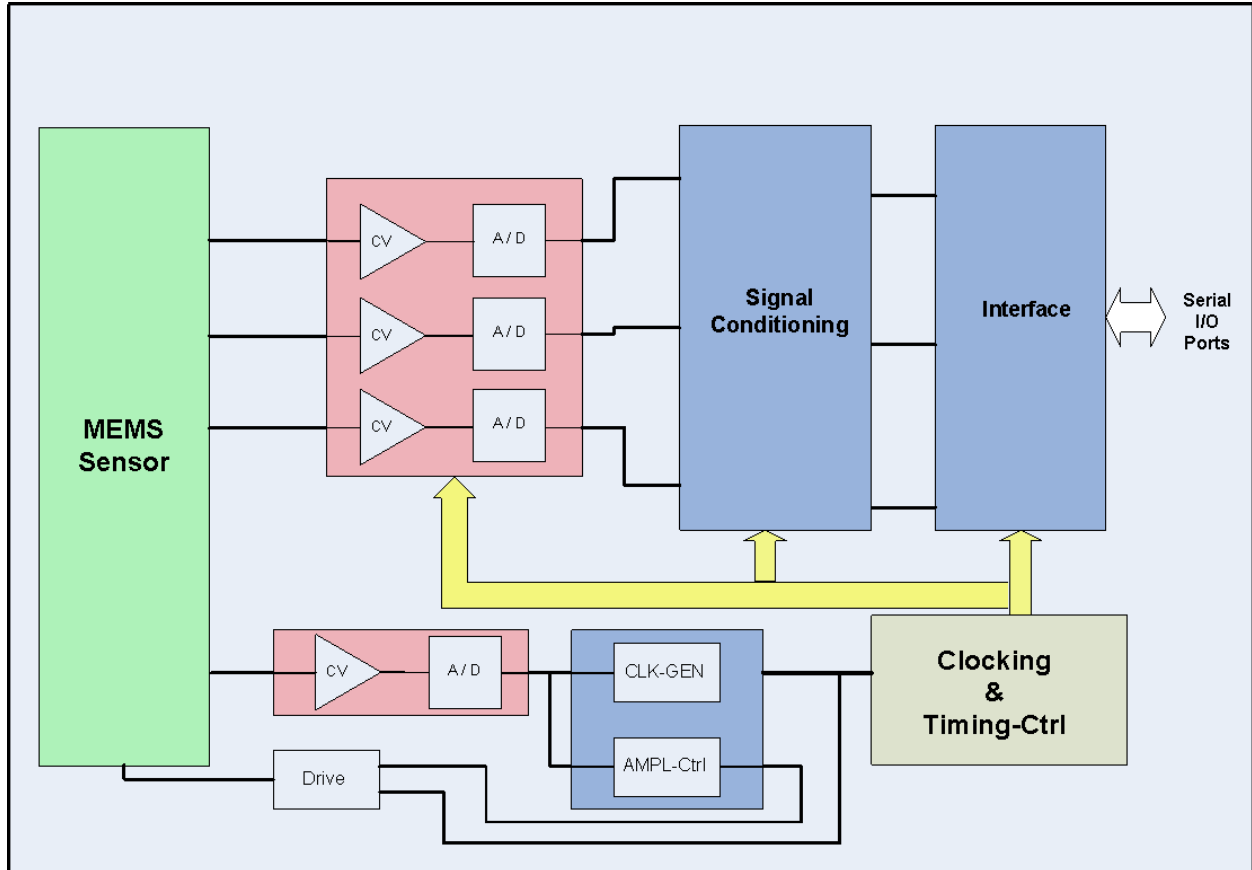 MEMS
Sensor
CV
A / D
CV
A / D
CV
A / D
Signal
Conditioning
Interface
Serial
I/O
Ports
CV
A / D
CLK-GEN
AMPL-Ctrl
Drive
Clocking
&
Timing-Ctrl